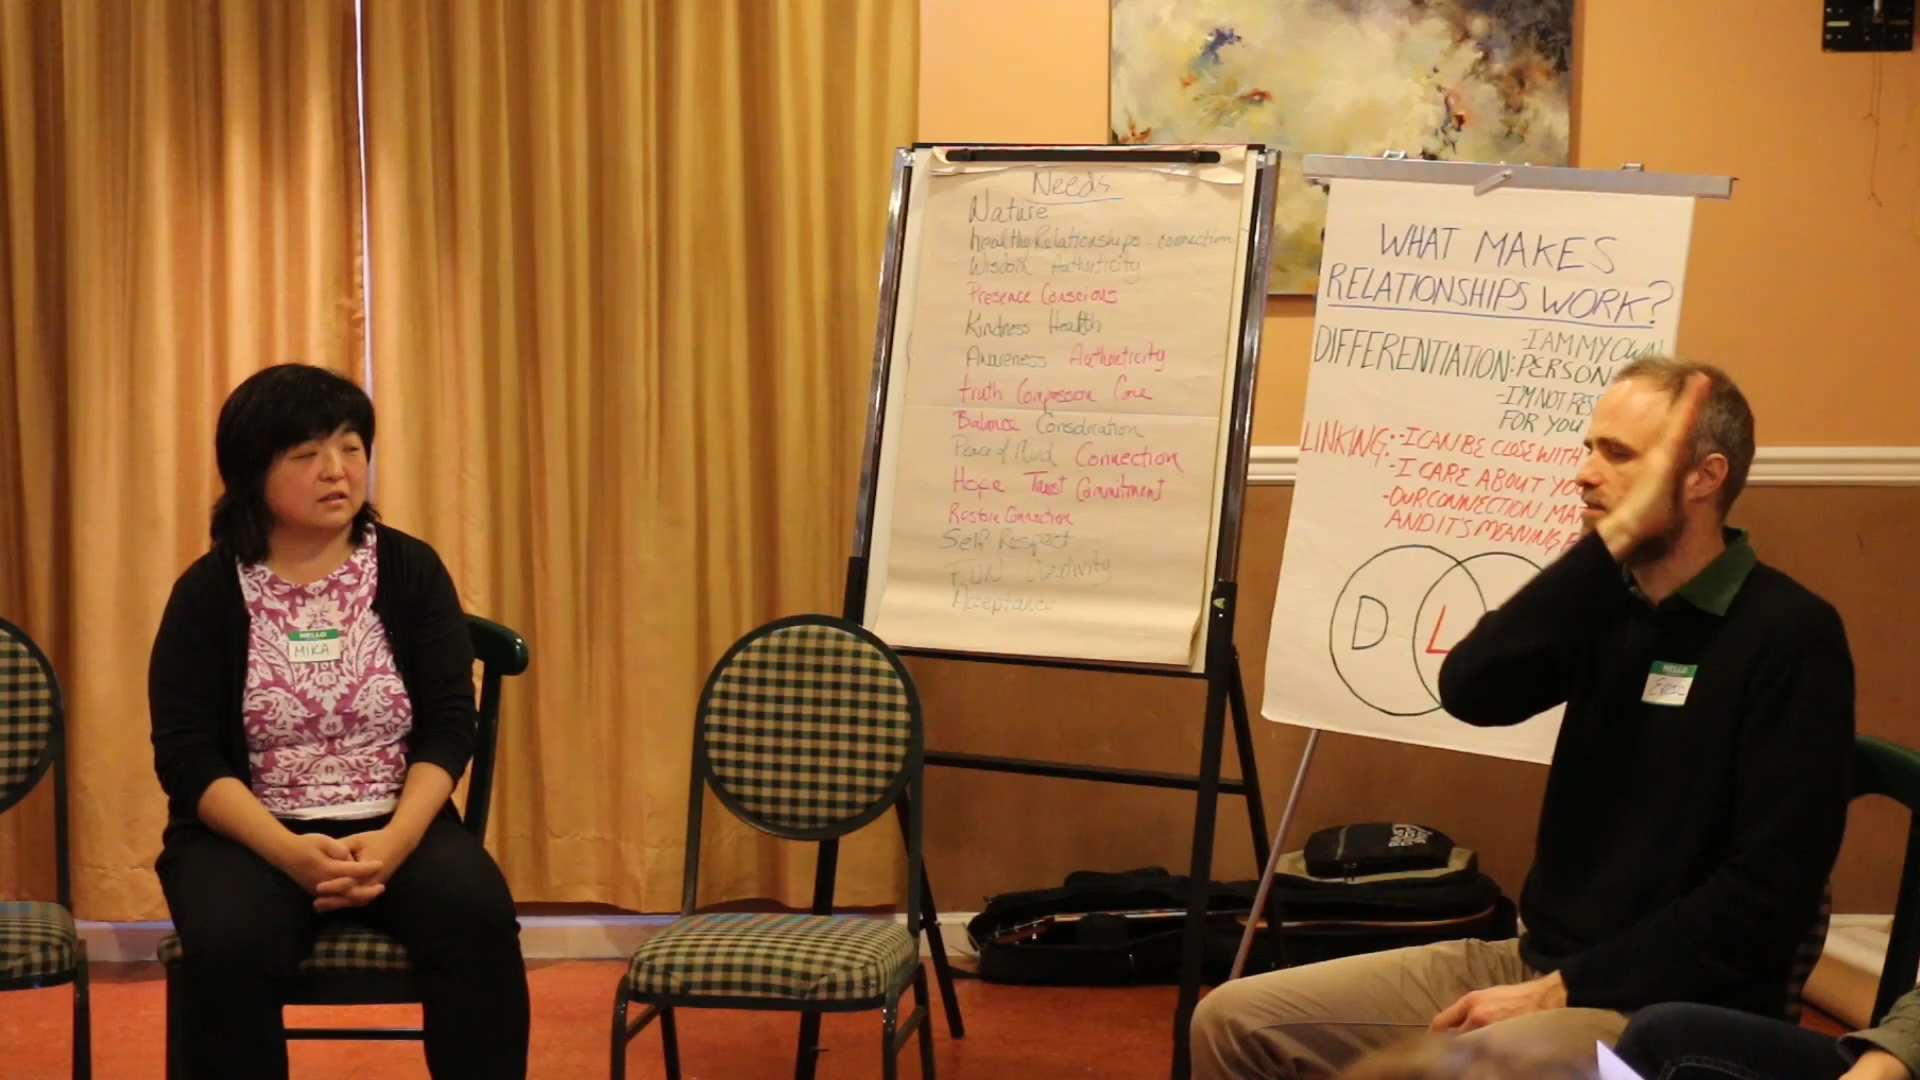 HELLO
MIKA
Needs
Nature
healthy Relationships - connection
Wisdom Authenticity
Presence Conscious
Kindness Health
Awareness Authenticity
truth Compassion Care
Balance Consideration
Peace of Mind Connection
Hope Trust Commitment
Restore Connection
Self Respect
FUN Creativity
Acceptance
WHAT MAKES
RELATIONSHIPS WORK?
DIFFERENTIATION: -I AM MY OWN
PERSON
-I'M NOT RES
FOR YOU
LINKING: -I CAN BE CLOSE WITH
-I CARE ABOUT YO
-OUR CONNECTION MA
AND IT'S MEANING F
D L
HELLO